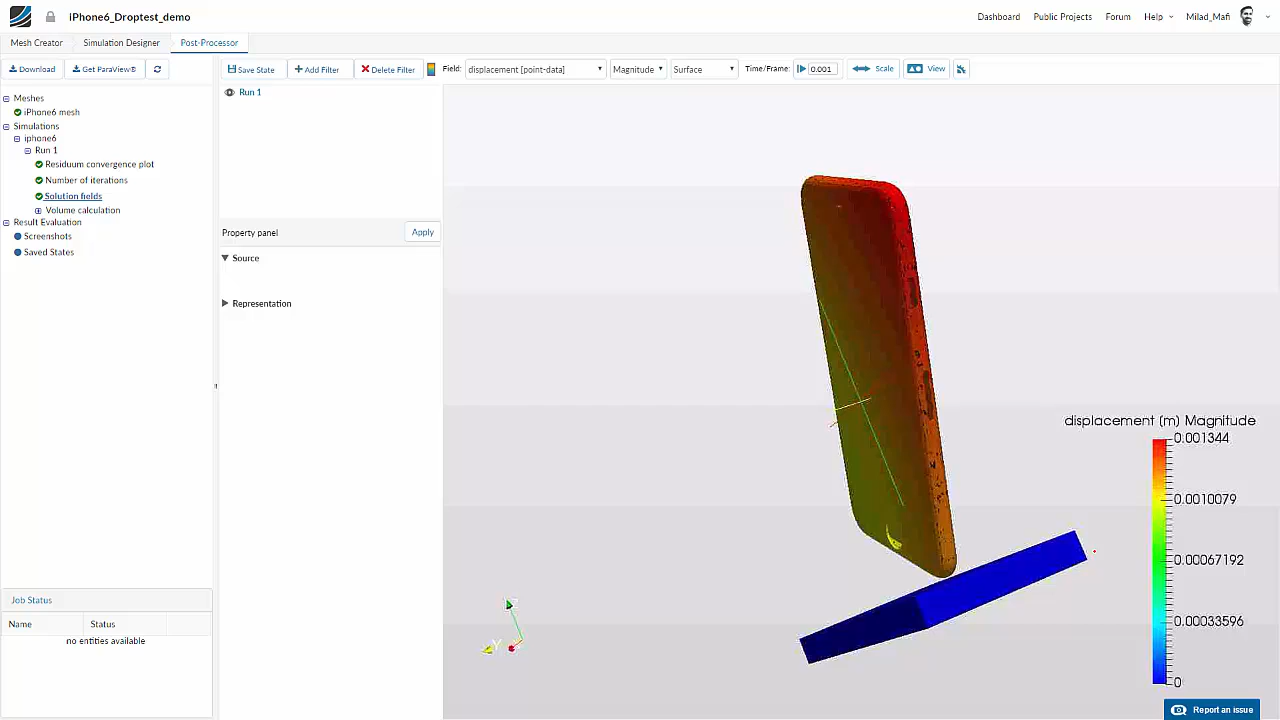 iPhone6_Droptest_demo
Dashboard Public Projects Forum Help Milad_Mafi
Mesh Creator Simulation Designer Post-Processor
Download Get ParaView® Save State Add Filter Delete Filter Field: displacement [point-data] Magnitude Surface Time/Frame: 0.001 Scale View
Meshes
iPhone6 mesh
Simulations
iphone6
Run 1
Residuum convergence plot
Number of iterations
Solution fields
Volume calculation
Result Evaluation
Screenshots
Saved States
Job Status
Name Status
no entities available
Run 1
Property panel Apply
Source
Representation
displacement (m) Magnitude
0.001344
0.0010079
0.00067192
0.00033596
0
Y
Report an issue